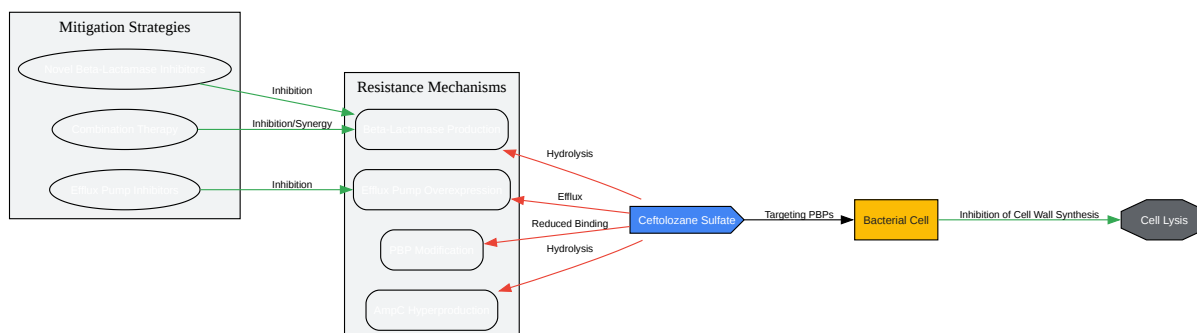 Mitigation Strategies
Novel Beta-Lactamase Inhibitors
Combination Therapy
Efflux Pump Inhibitors
Inhibition
Inhibition/Synergy
Inhibition
Resistance Mechanisms
Beta-Lactamase Production
Efflux Pump Overexpression
PBP Modification
AmpC Hyperproduction
Hydrolysis
Efflux
Reduced Binding
Hydrolysis
Ceftolozane Sulfate
Targeting PBPs
Bacterial Cell
Inhibition of Cell Wall Synthesis
Cell Lysis